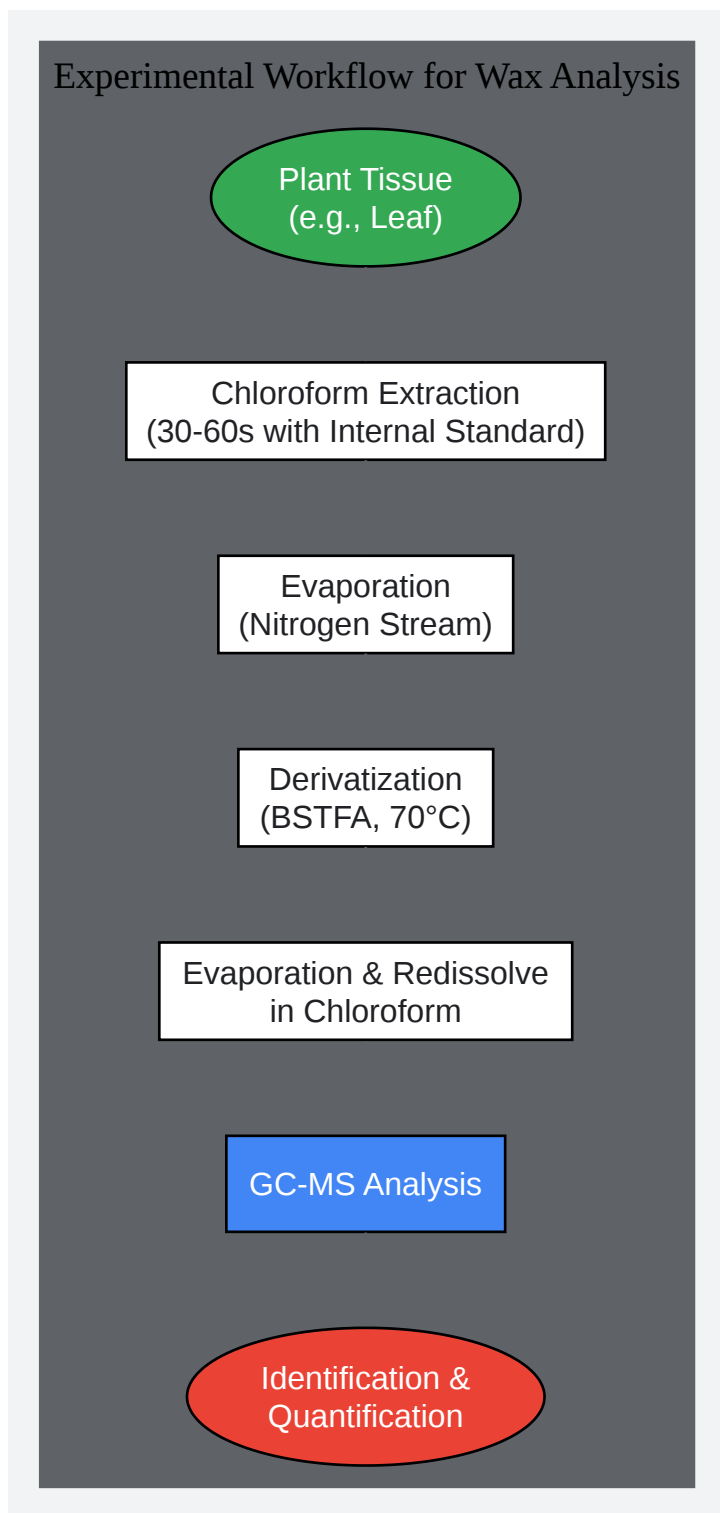 Experimental Workflow for Wax Analysis
Plant Tissue
(e.g., Leaf)
Chloroform Extraction
(30-60s with Internal Standard)
Evaporation
(Nitrogen Stream)
Derivatization
(BSTFA, 70°C)
Evaporation & Redissolve
in Chloroform
GC-MS Analysis
Identification &
Quantification